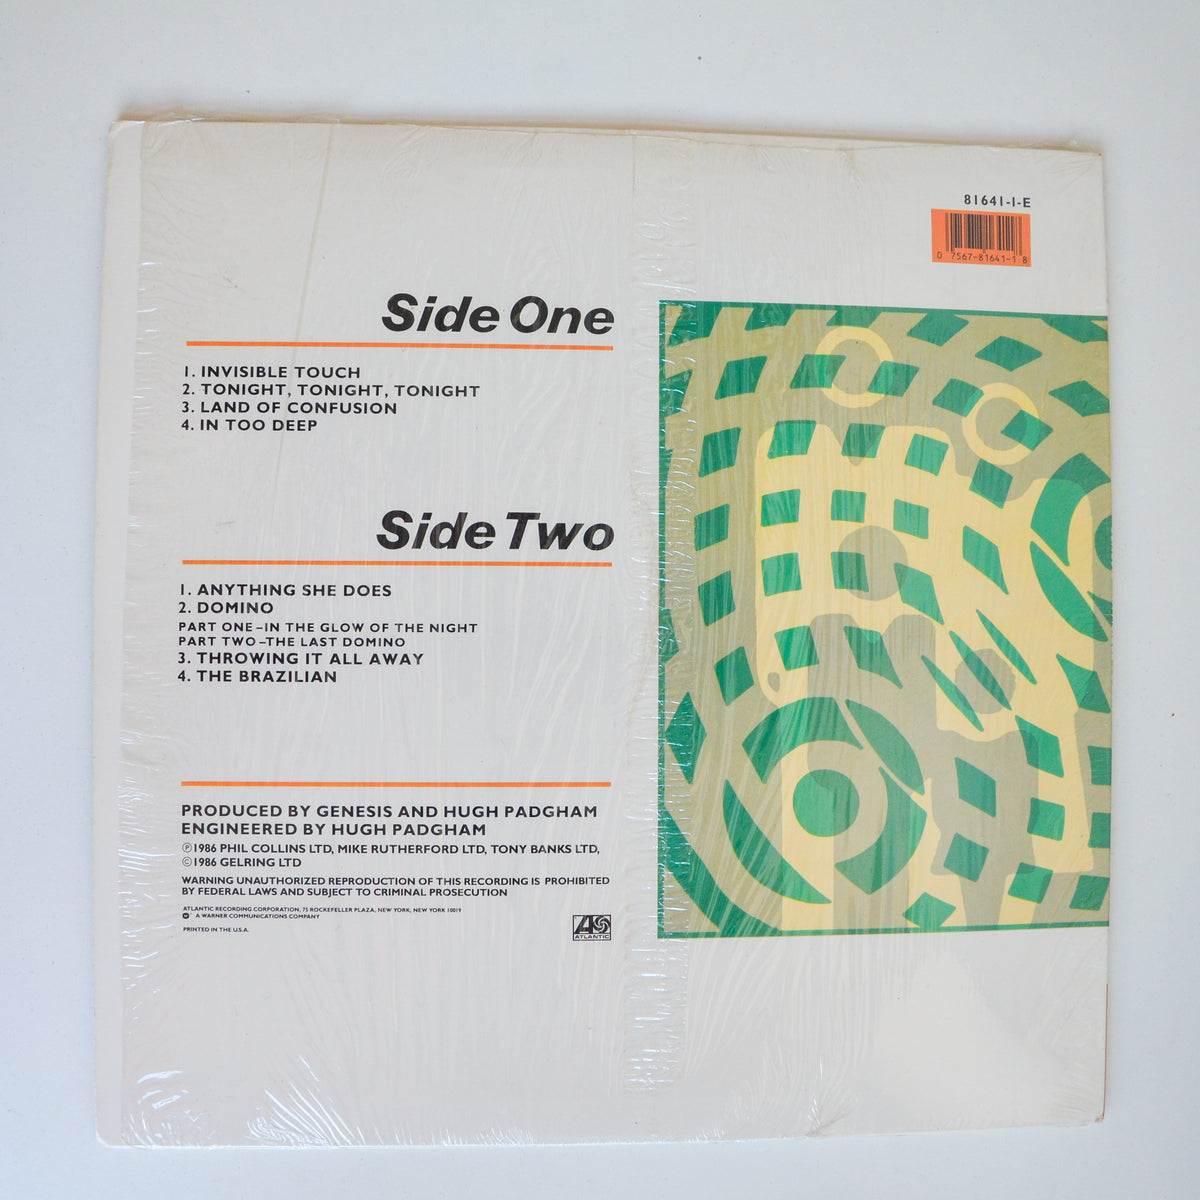 81641-1-E
0 7567-81641-1 8
Side One
1. INVISIBLE TOUCH
2. TONIGHT, TONIGHT, TONIGHT
3. LAND OF CONFUSION
4. IN TOO DEEP
Side Two
1. ANYTHING SHE DOES
2. DOMINO
PART ONE–IN THE GLOW OF THE NIGHT
PART TWO–THE LAST DOMINO
3. THROWING IT ALL AWAY
4. THE BRAZILIAN
PRODUCED BY GENESIS AND HUGH PADGHAM
ENGINEERED BY HUGH PADGHAM
℗1986 PHIL COLLINS LTD, MIKE RUTHERFORD LTD, TONY BANKS LTD,
©1986 GELRING LTD
WARNING UNAUTHORIZED REPRODUCTION OF THIS RECORDING IS PROHIBITED
BY FEDERAL LAWS AND SUBJECT TO CRIMINAL PROSECUTION
ATLANTIC RECORDING CORPORATION, 75 ROCKEFELLER PLAZA, NEW YORK, NEW YORK 10019
A WARNER COMMUNICATIONS COMPANY
PRINTED IN THE U.S.A.
ATLANTIC